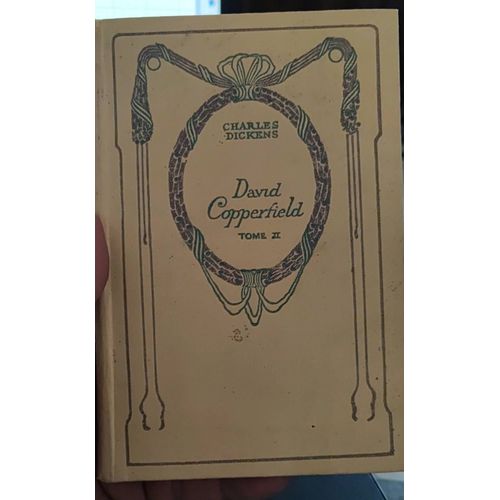 CHARLES
DICKENS
David
Copperfield
TOME II